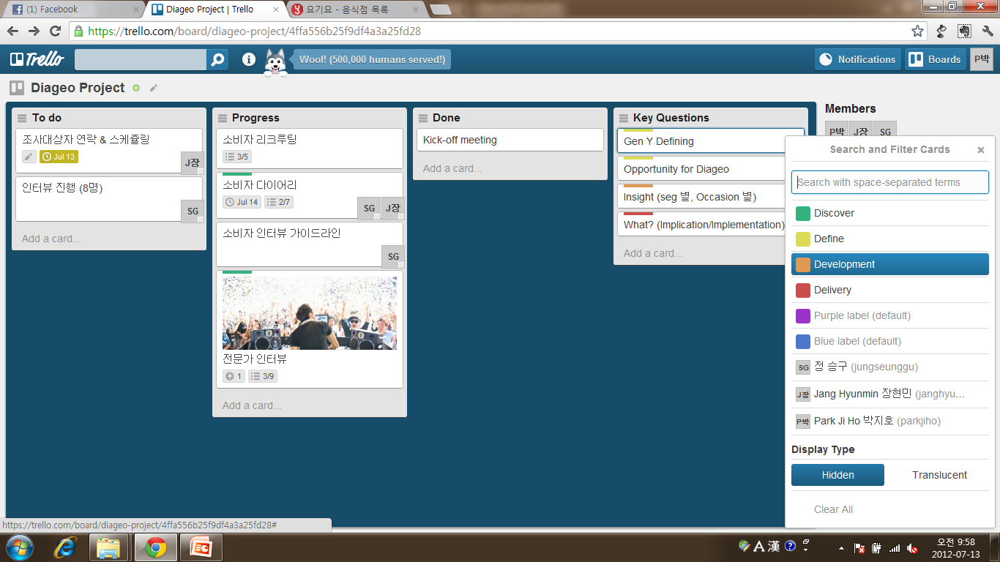 (1) Facebook
Diageo Project | Trello
요기요 - 음식점 목록
https://trello.com/board/diageo-project/4ffa556b25f9df4a3a25fd28
Trello
Woof! (500,000 humans served!)
Notifications
Boards
P박
Diageo Project
To do
조사대상자 연락 & 스케쥴링
Jul 13
J장
인터뷰 진행 (8명)
SG
Add a card...
Progress
소비자 리크루팅
3/5
소비자 다이어리
Jul 14 2/7
SG J장
소비자 인터뷰 가이드라인
SG
전문가 인터뷰
1 3/9
Add a card...
Done
Kick-off meeting
Add a card...
Key Questions
Gen Y Defining
Opportunity for Diageo
Insight (seg 별, Occasion 별)
What? (Implication/Implementation)
Add a card...
Members
P박 J장 SG
Search and Filter Cards
Search with space-separated terms
Discover
Define
Development
Delivery
Purple label (default)
Blue label (default)
SG 정 승구 (jungseunggu)
J장 Jang Hyunmin 장현민 (janghyu...
P박 Park Ji Ho 박지호 (parkjiho)
Display Type
Hidden Translucent
Clear All
https://trello.com/board/diageo-project/4ffa556b25f9df4a3a25fd28#
A 漢
오전 9:58
2012-07-13